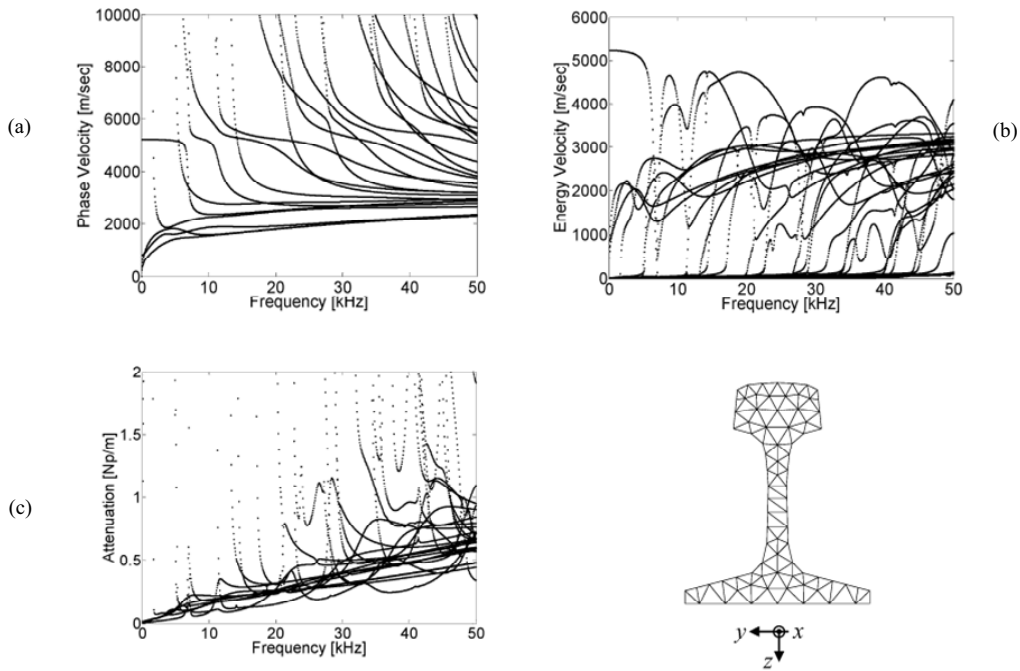 (a)
Phase Velocity [m/sec]
10000
8000
6000
4000
2000
0
0 10 20 30 40 50
Frequency [kHz]
(b)
Energy Velocity [m/sec]
6000
5000
4000
3000
2000
1000
0
0 10 20 30 40 50
Frequency [kHz]
(c)
Attenuation [Np/m]
2
1.5
1
0.5
0
0 10 20 30 40 50
Frequency [kHz]
y x
z